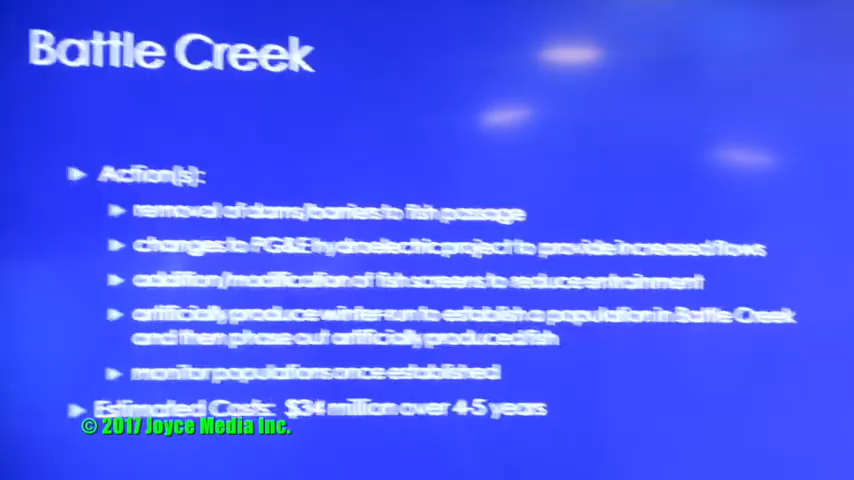 Battle Creek
Action(s):
removal of dams/barriers to fish passage
changes to PG&E hydroelectric project to provide increased flows
addition/modification of fish screens to reduce entrainment
artificially produce winter-run to establish a population in Battle Creek
and then phase out artificially produced fish
monitor populations once established
Estimated Costs: $34 million over 4-5 years
© 2017 Joyce Media Inc.